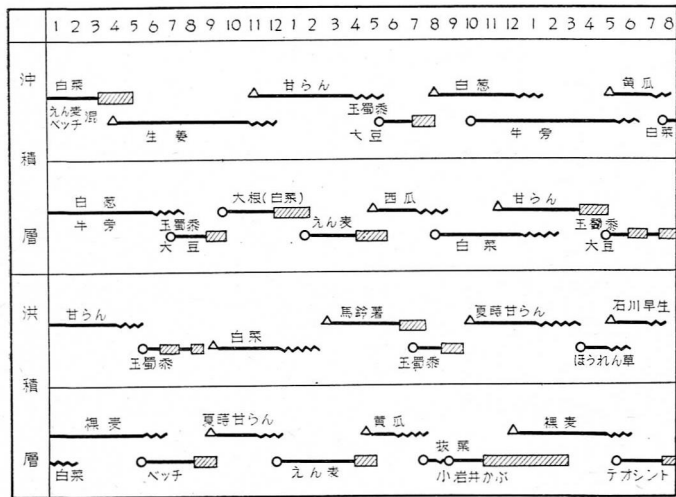 1 2 3 4 5 6 7 8 9 10 11 12 1 2 3 4 5 6 7 8 9 10 11 12 1 2 3 4 5 6 7 8
沖積層
白菜
えん麦
ベッチ 混
生姜
甘らん
玉蜀黍
大豆
白葱
牛旁
黄瓜
白菜
白葱
牛旁
玉蜀黍
大豆
大根(白菜)
えん麦
西瓜
白菜
甘らん
玉蜀黍
大豆
洪積層
甘らん
玉蜀黍
白菜
馬鈴薯
玉蜀黍
夏蒔甘らん
ほうれん草
石川早生
裸麦
白菜
ベッチ
夏蒔甘らん
えん麦
黄瓜
抜葉
小岩井かぶ
裸麦
テオシント